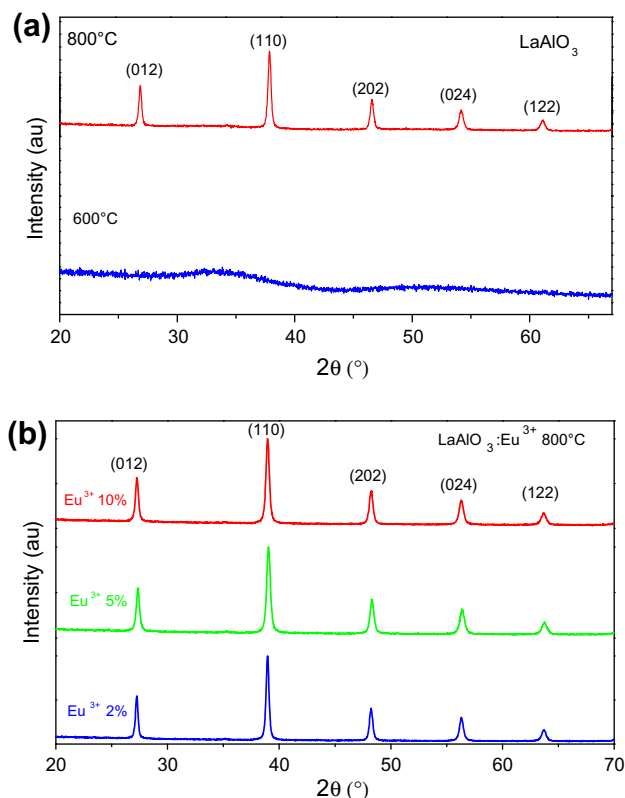 (a)
800°C
(012)
(110)
(202)
(024)
(122)
LaAlO₃
600°C
Intensity (au)
20
30
40
50
60
2θ (°)
(b)
(012)
(110)
(202)
(024)
(122)
LaAlO₃:Eu³⁺ 800°C
Eu³⁺ 10%
Eu³⁺ 5%
Eu³⁺ 2%
Intensity (au)
20
30
40
50
60
70
2θ (°)